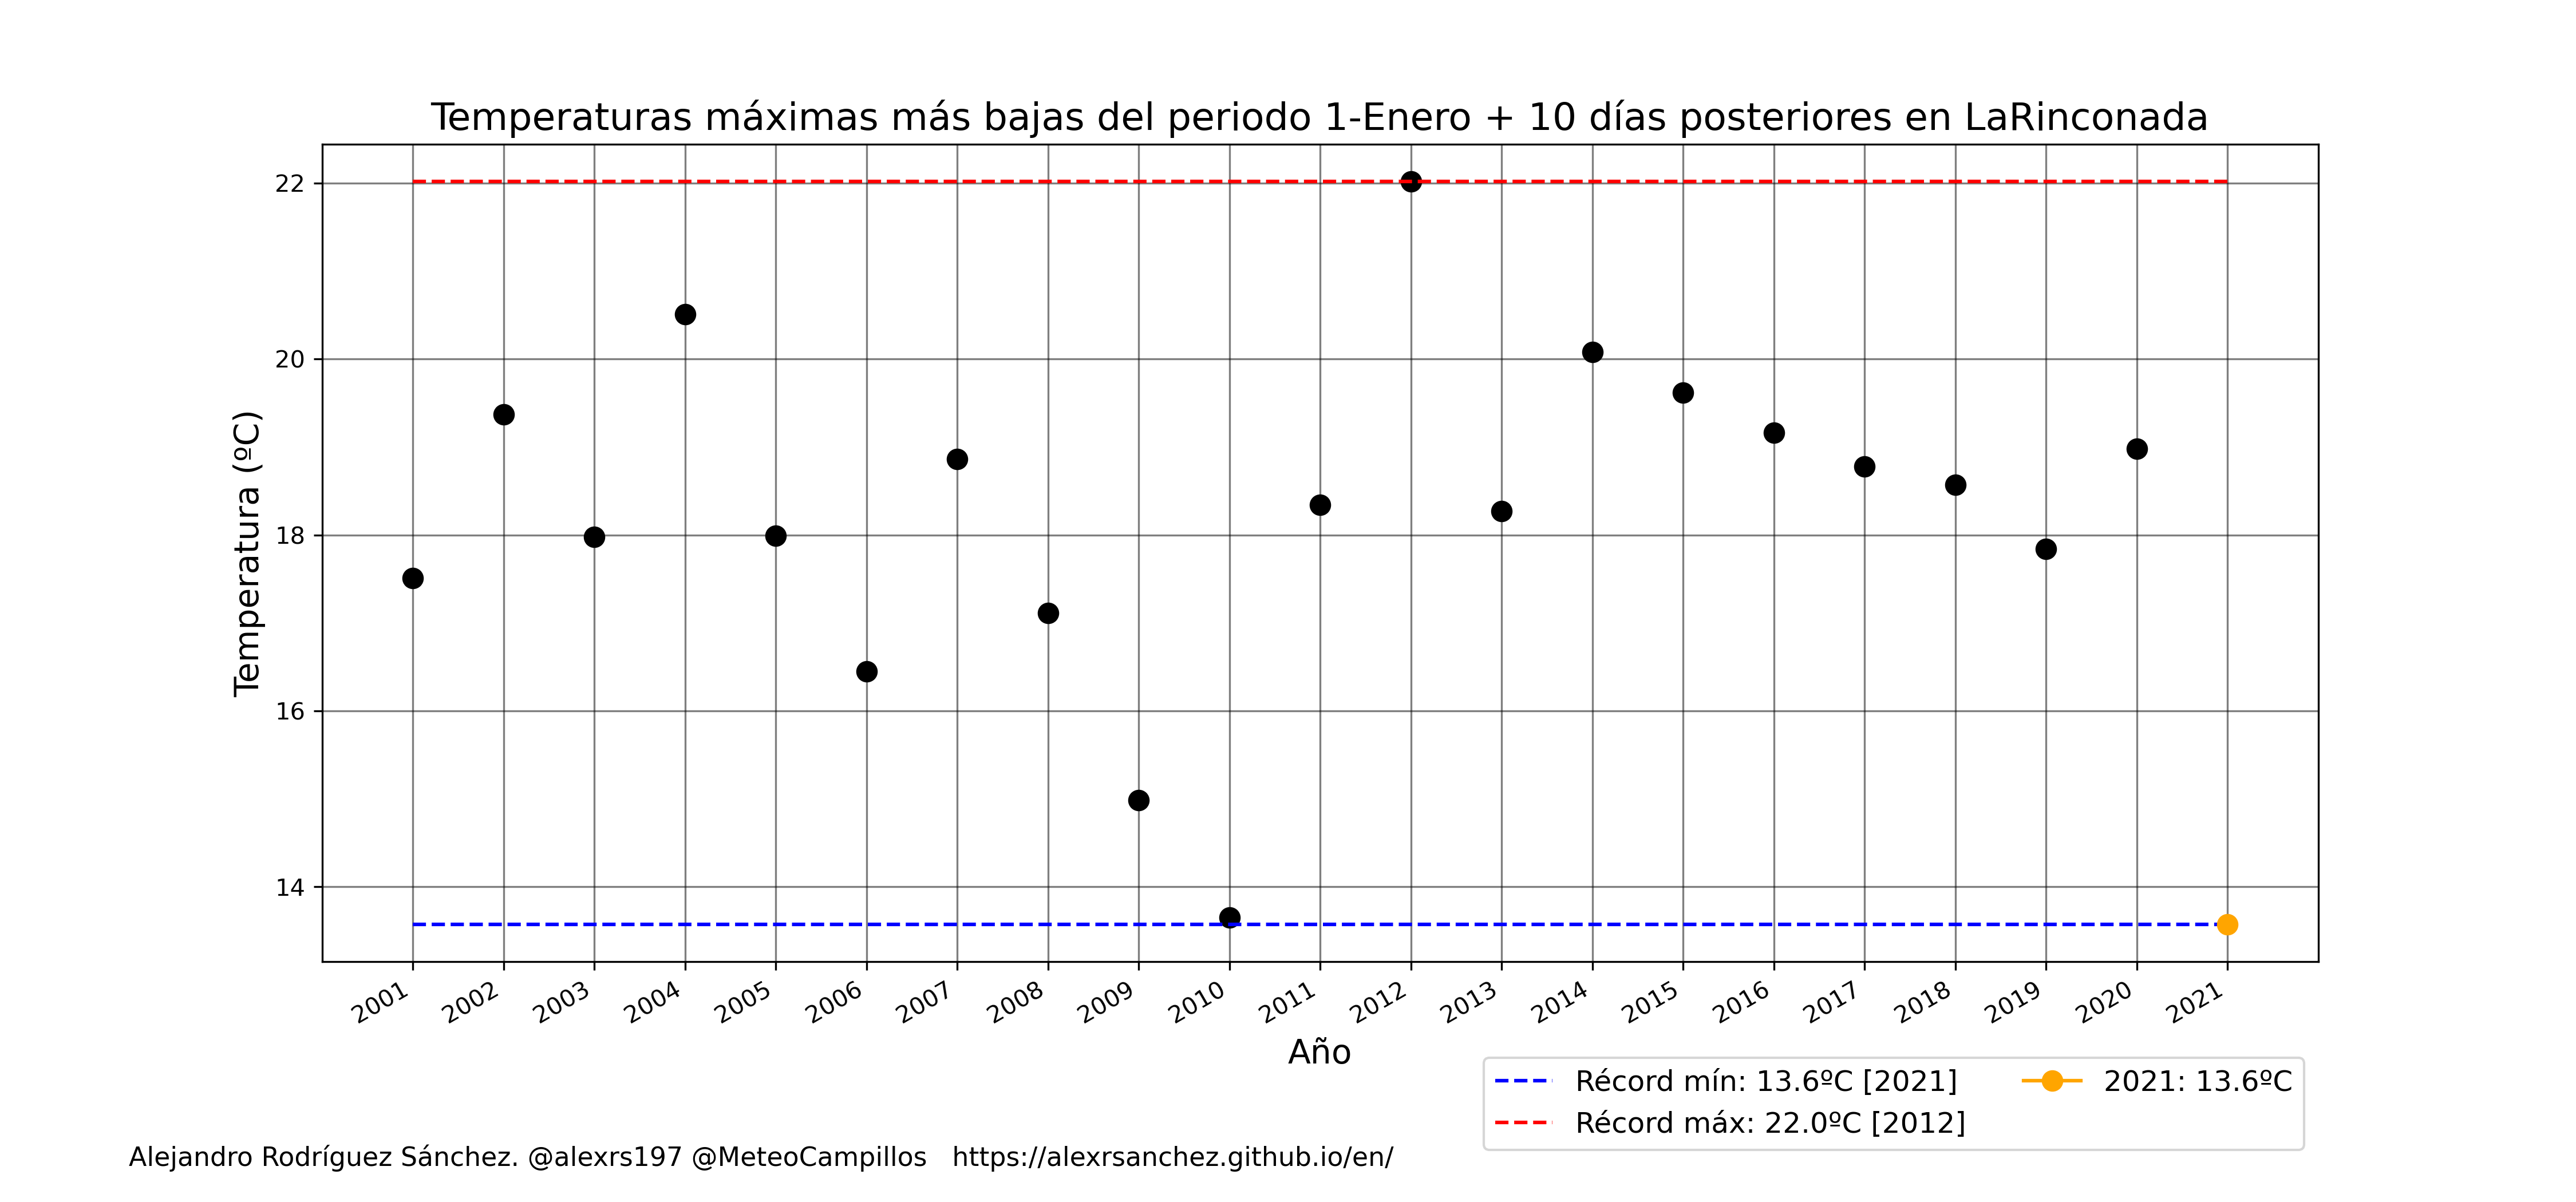 Temperaturas máximas más bajas del periodo 1-Enero + 10 días posteriores en LaRinconada
22
20
18
16
14
Temperatura (ºC)
2001 2002 2003 2004 2005 2006 2007 2008 2009 2010 2011 2012 2013 2014 2015 2016 2017 2018 2019 2020 2021
Año
Récord mín: 13.6ºC [2021] 2021: 13.6ºC
Récord máx: 22.0ºC [2012]
Alejandro Rodríguez Sánchez. @alexrs197 @MeteoCampillos https://alexrsanchez.github.io/en/